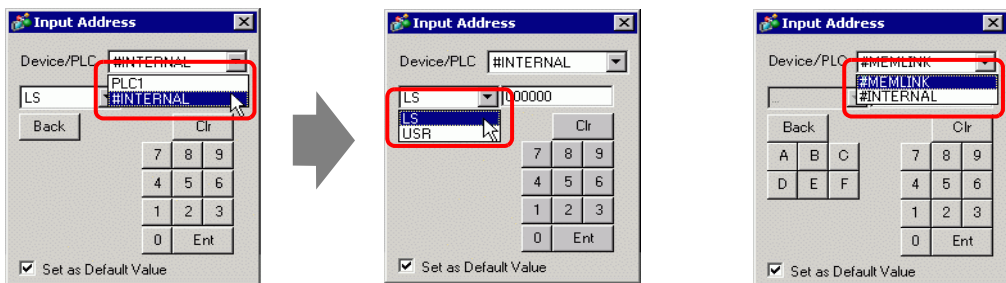 Input Address
Device/PLC #INTERNAL
PLC1
#INTERNAL
LS
Back Clr
7 8 9
4 5 6
1 2 3
0 Ent
Set as Default Value
Input Address
Device/PLC #INTERNAL
LS 000000
LS
USR
Clr
7 8 9
4 5 6
1 2 3
0 Ent
Set as Default Value
Input Address
Device/PLC #MEMLINK
#MEMLINK
#INTERNAL
...
Back Clr
A B C 7 8 9
D E F 4 5 6
1 2 3
0 Ent
Set as Default Value